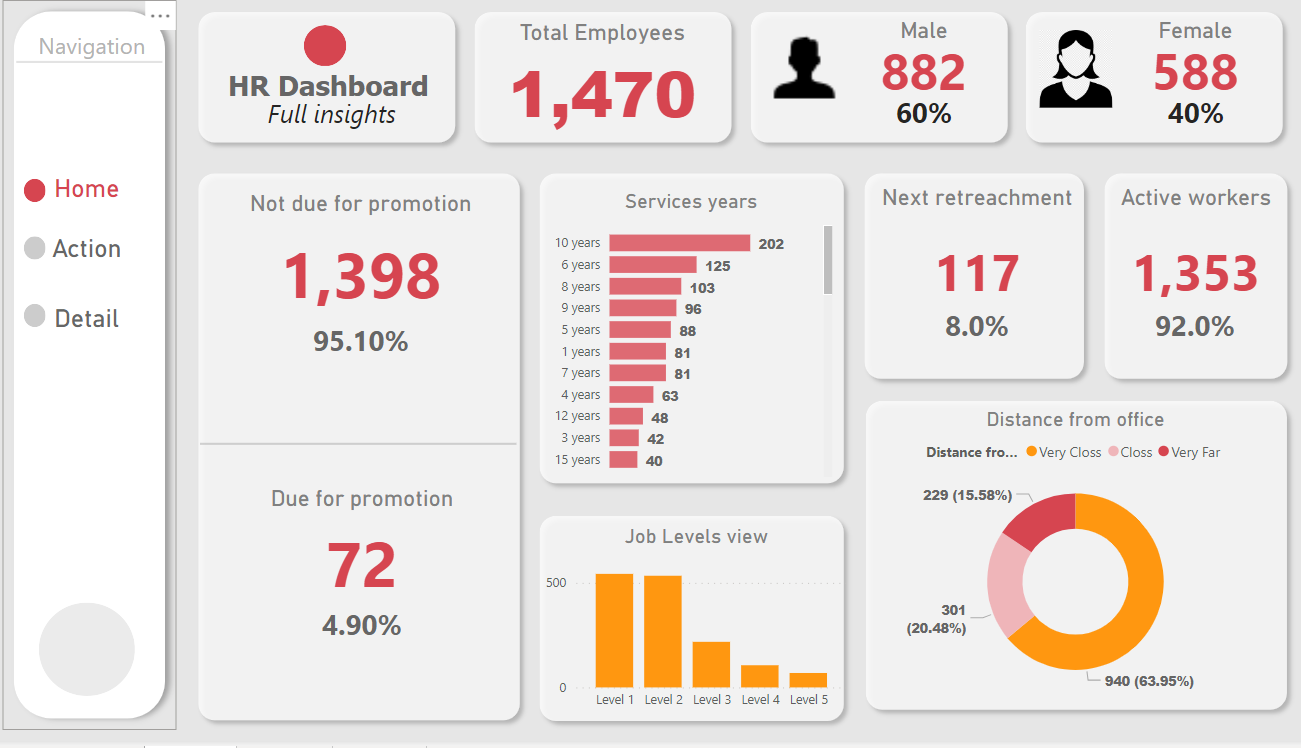 ...
Navigation
Home
Action
Detail
HR Dashboard
Full insights
Total Employees
1,470
Male
882
60%
Female
588
40%
Not due for promotion
1,398
95.10%
Due for promotion
72
4.90%
Services years
10 years 202
6 years 125
8 years 103
9 years 96
5 years 88
1 years 81
7 years 81
4 years 63
12 years 48
3 years 42
15 years 40
Job Levels view
500
0
Level 1 Level 2 Level 3 Level 4 Level 5
Next retreachment
117
8.0%
Active workers
1,353
92.0%
Distance from office
Distance fro... Very Closs Closs Very Far
229 (15.58%)
301
(20.48%)
940 (63.95%)